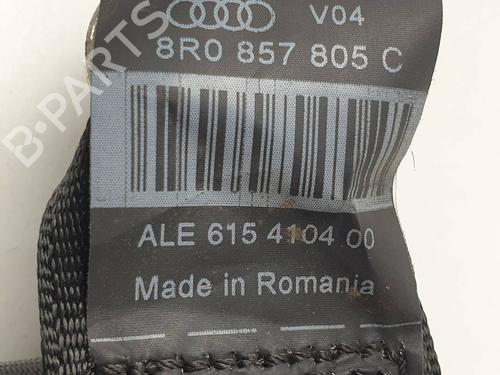 V04
8R0 857 805 C
B-PARTS
ALE 615 4104 00
Made in Romania